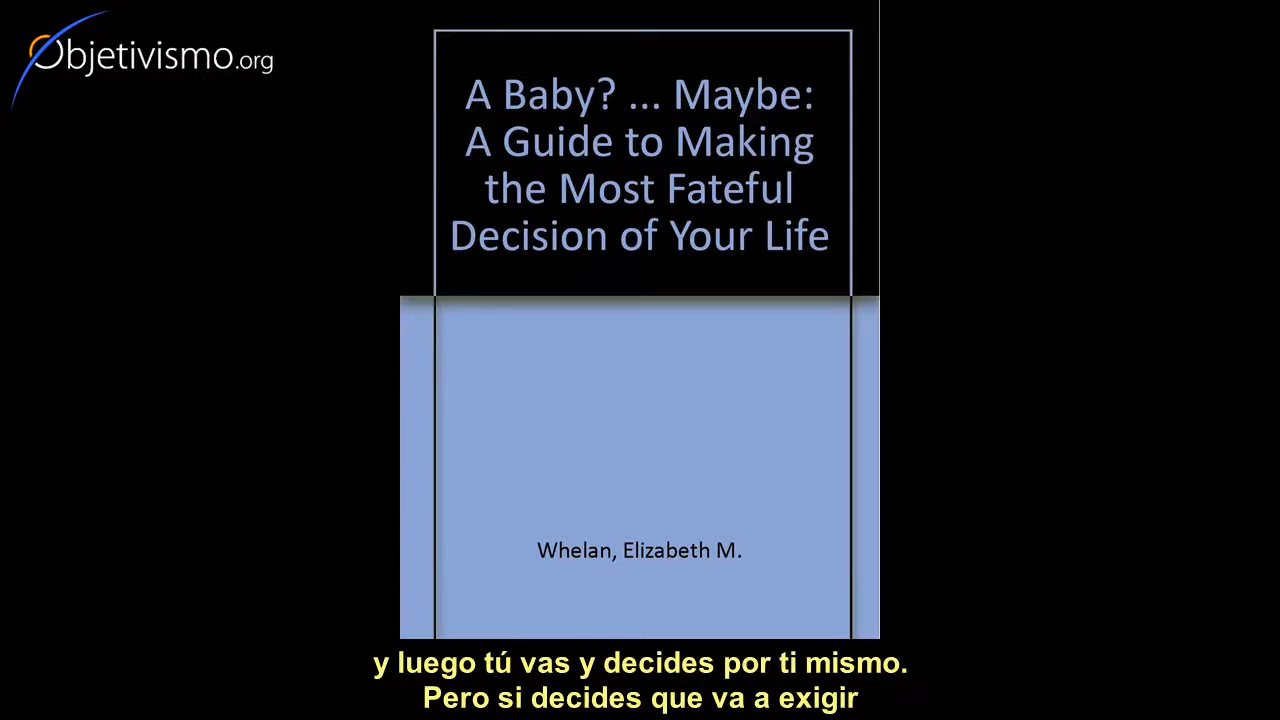 Objetivismo.org
A Baby? ... Maybe:
A Guide to Making
the Most Fateful
Decision of Your Life
Whelan, Elizabeth M.
y luego tú vas y decides por ti mismo.
Pero si decides que va a exigir